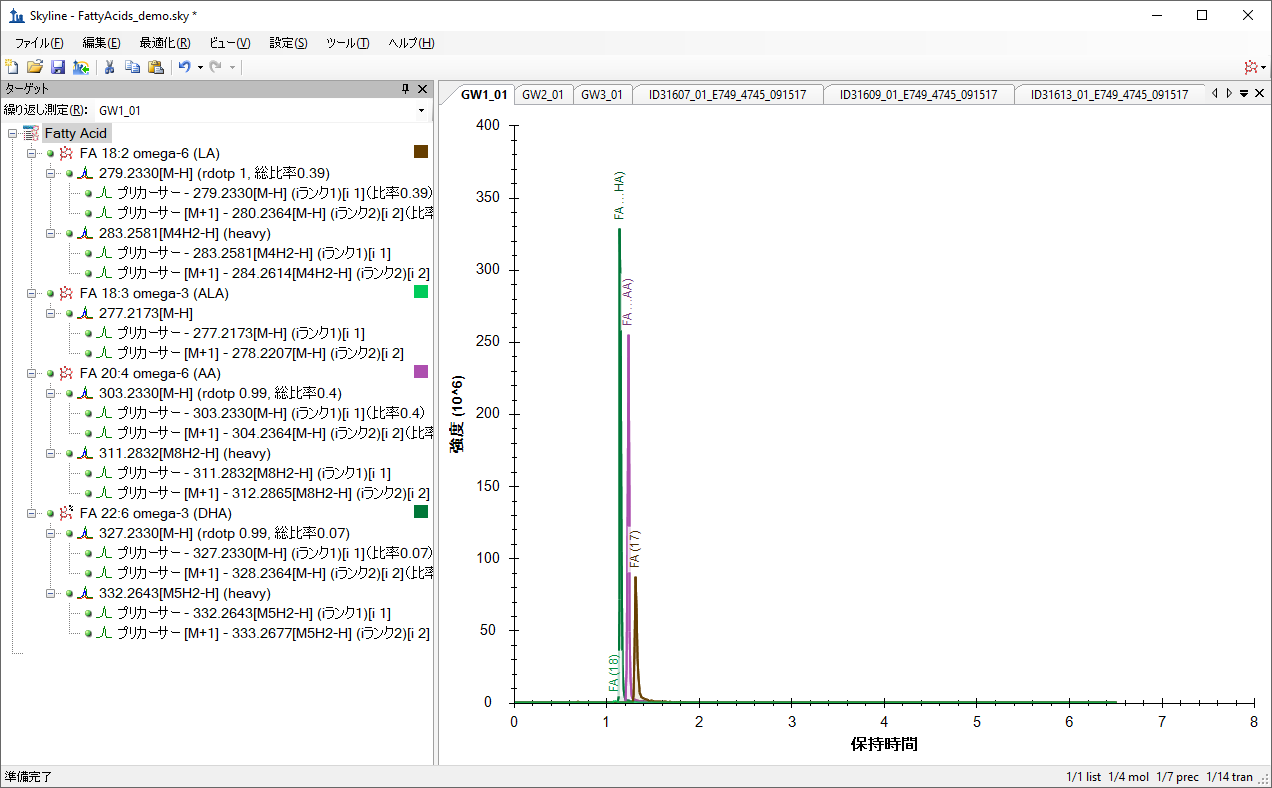 Skyline - FattyAcids_demo.sky *
ファイル(F) 編集(E) 最適化(R) ビュー(V) 設定(S) ツール(T) ヘルプ(H)
ターゲット
繰り返し測定(R): GW1_01
Fatty Acid
FA 18:2 omega-6 (LA)
279.2330[M-H] (rdotp 1, 総比率0.39)
プリカーサー - 279.2330[M-H] (iランク1)[i 1](比率0.39)
プリカーサー [M+1] - 280.2364[M-H] (iランク2)[i 2](比率
283.2581[M4H2-H] (heavy)
プリカーサー - 283.2581[M4H2-H] (iランク1)[i 1]
プリカーサー [M+1] - 284.2614[M4H2-H] (iランク2)[i 2]
FA 18:3 omega-3 (ALA)
277.2173[M-H]
プリカーサー - 277.2173[M-H] (iランク1)[i 1]
プリカーサー [M+1] - 278.2207[M-H] (iランク2)[i 2]
FA 20:4 omega-6 (AA)
303.2330[M-H] (rdotp 0.99, 総比率0.4)
プリカーサー - 303.2330[M-H] (iランク1)[i 1](比率0.4)
プリカーサー [M+1] - 304.2364[M-H] (iランク2)[i 2](比率
311.2832[M8H2-H] (heavy)
プリカーサー - 311.2832[M8H2-H] (iランク1)[i 1]
プリカーサー [M+1] - 312.2865[M8H2-H] (iランク2)[i 2]
FA 22:6 omega-3 (DHA)
327.2330[M-H] (rdotp 0.99, 総比率0.07)
プリカーサー - 327.2330[M-H] (iランク1)[i 1](比率0.07)
プリカーサー [M+1] - 328.2364[M-H] (iランク2)[i 2](比率
332.2643[M5H2-H] (heavy)
プリカーサー - 332.2643[M5H2-H] (iランク1)[i 1]
プリカーサー [M+1] - 333.2677[M5H2-H] (iランク2)[i 2]
GW1_01 GW2_01 GW3_01 ID31607_01_E749_4745_091517 ID31609_01_E749_4745_091517 ID31613_01_E749_4745_091517
400
350
300
250
200
150
100
50
0
強度 (10^6)
FA ...HA)
FA ...AA)
FA (17)
FA (18)
0 1 2 3 4 5 6 7 8
保持時間
準備完了
1/1 list 1/4 mol 1/7 prec 1/14 tran